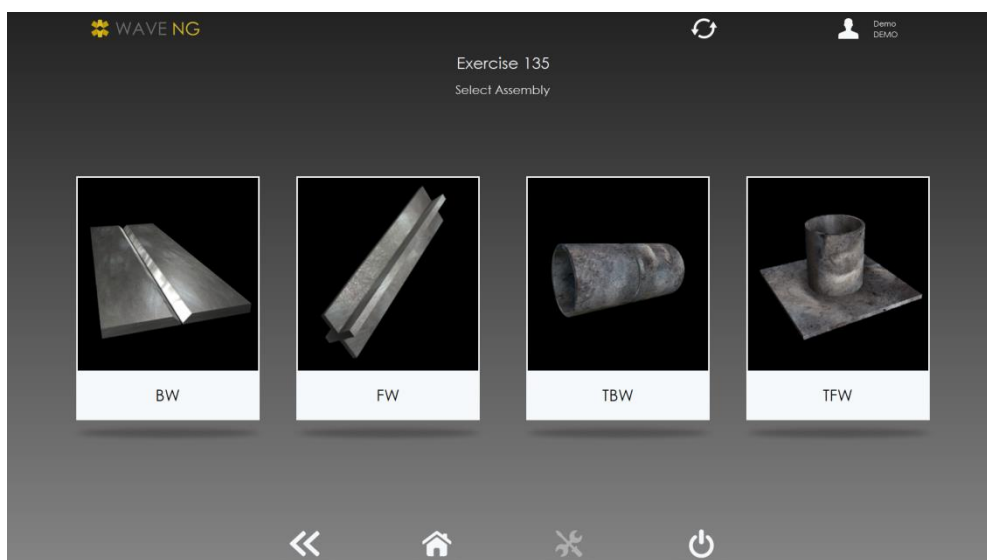 WAVE NG
Demo
DEMO
Exercise 135
Select Assembly
BW
FW
TBW
TFW